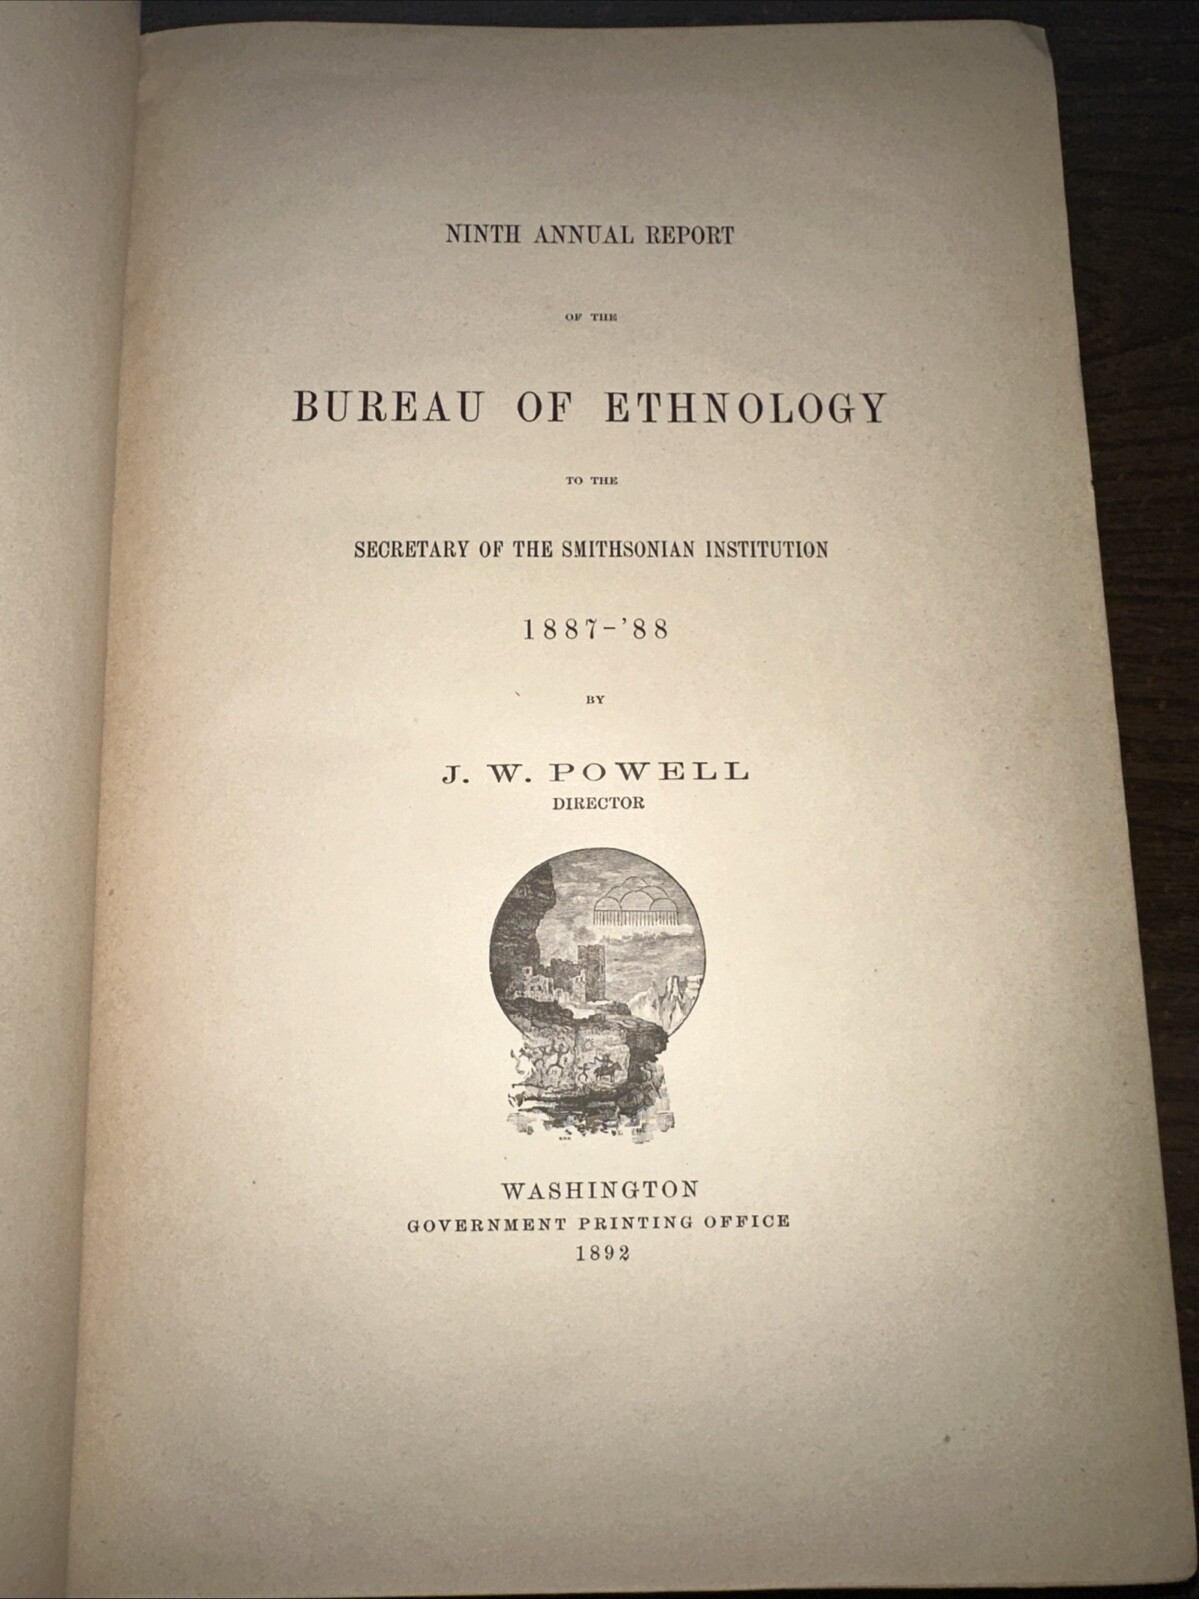 NINTH ANNUAL REPORT
OF THE
BUREAU OF ETHNOLOGY
TO THE
SECRETARY OF THE SMITHSONIAN INSTITUTION
1887-'88
BY
J. W. POWELL
DIRECTOR
WASHINGTON
GOVERNMENT PRINTING OFFICE
1892